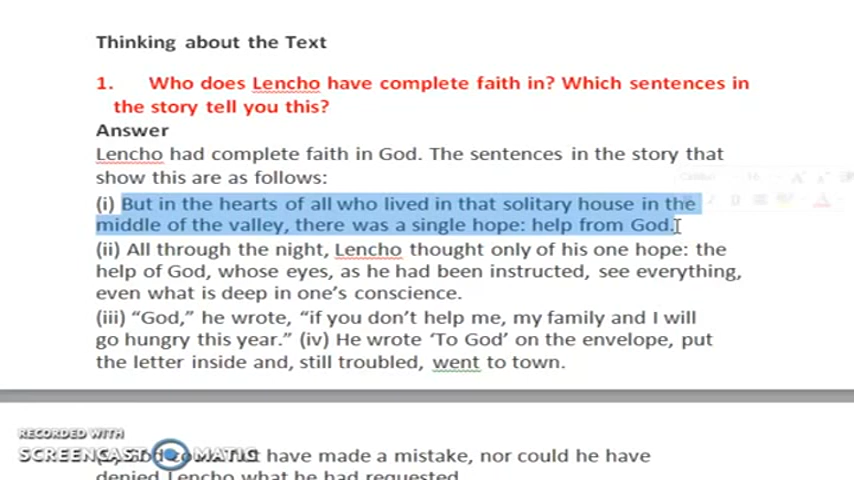 Thinking about the Text
1. Who does Lencho have complete faith in? Which sentences in
the story tell you this?
Answer
Lencho had complete faith in God. The sentences in the story that
show this are as follows:
(i) But in the hearts of all who lived in that solitary house in the
middle of the valley, there was a single hope: help from God.
(ii) All through the night, Lencho thought only of his one hope: the
help of God, whose eyes, as he had been instructed, see everything,
even what is deep in one’s conscience.
(iii) “God,” he wrote, “if you don’t help me, my family and I will
go hungry this year.” (iv) He wrote ‘To God’ on the envelope, put
the letter inside and, still troubled, went to town.
RECORDED WITH
SCREENCAST MATIC
have made a mistake, nor could he have
denied Lencho what he had requested